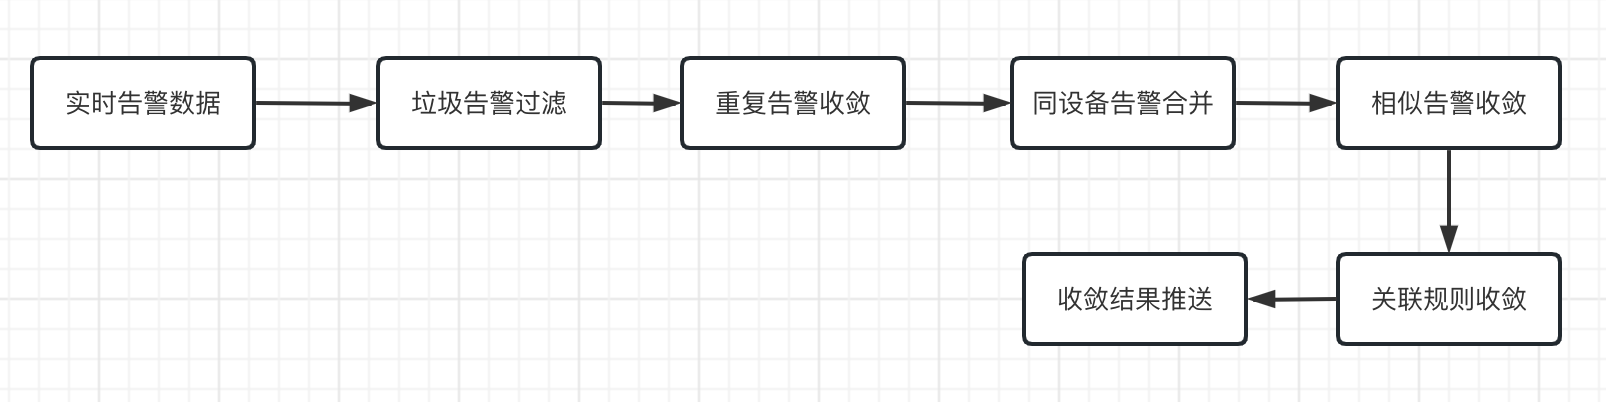 实时告警数据
垃圾告警过滤
重复告警收敛
同设备告警合并
相似告警收敛
关联规则收敛
收敛结果推送